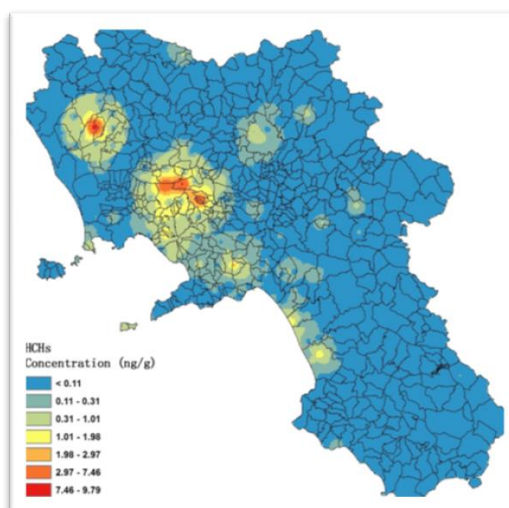 HCHs
Concentration (ng/g)
< 0.11
0.11 - 0.31
0.31 - 1.01
1.01 - 1.98
1.98 - 2.97
2.97 - 7.46
7.46 - 9.79